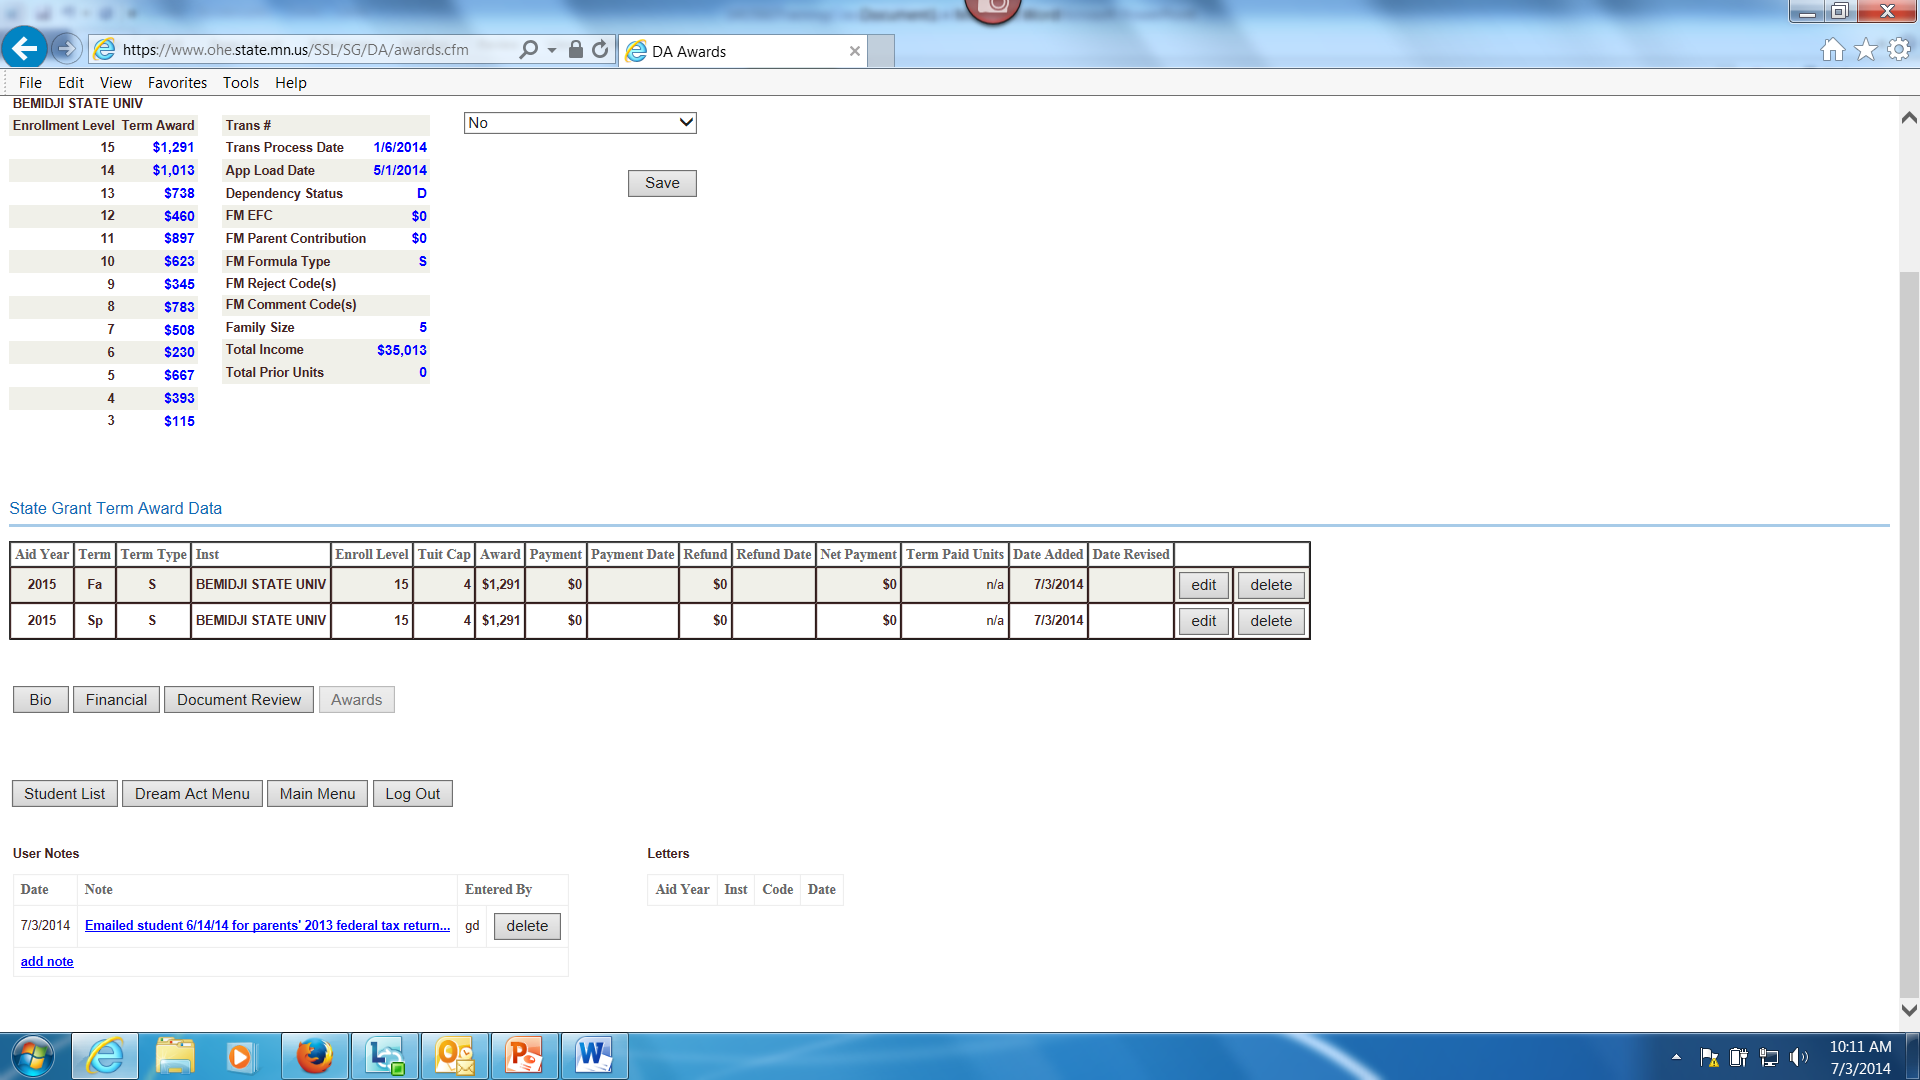 https://www.ohe.state.mn.us/SSL/SG/DA/awards.cfm
DA Awards
File Edit View Favorites Tools Help
BEMIDJI STATE UNIV
Enrollment Level Term Award
15 $1,291
14 $1,013
13 $738
12 $460
11 $897
10 $623
9 $345
8 $783
7 $508
6 $230
5 $667
4 $393
3 $115
Trans #
Trans Process Date 1/6/2014
App Load Date 5/1/2014
Dependency Status D
FM EFC $0
FM Parent Contribution $0
FM Formula Type S
FM Reject Code(s)
FM Comment Code(s)
Family Size 5
Total Income $35,013
Total Prior Units 0
No
Save
State Grant Term Award Data
Aid Year Term Term Type Inst Enroll Level Tuit Cap Award Payment Payment Date Refund Refund Date Net Payment Term Paid Units Date Added Date Revised
2015 Fa S BEMIDJI STATE UNIV 15 4 $1,291 $0 $0 $0 n/a 7/3/2014 edit delete
2015 Sp S BEMIDJI STATE UNIV 15 4 $1,291 $0 $0 $0 n/a 7/3/2014 edit delete
Bio Financial Document Review Awards
Student List Dream Act Menu Main Menu Log Out
User Notes
Date Note Entered By
7/3/2014 Emailed student 6/14/14 for parents' 2013 federal tax return... gd delete
add note
Letters
Aid Year Inst Code Date
10:11 AM
7/3/2014